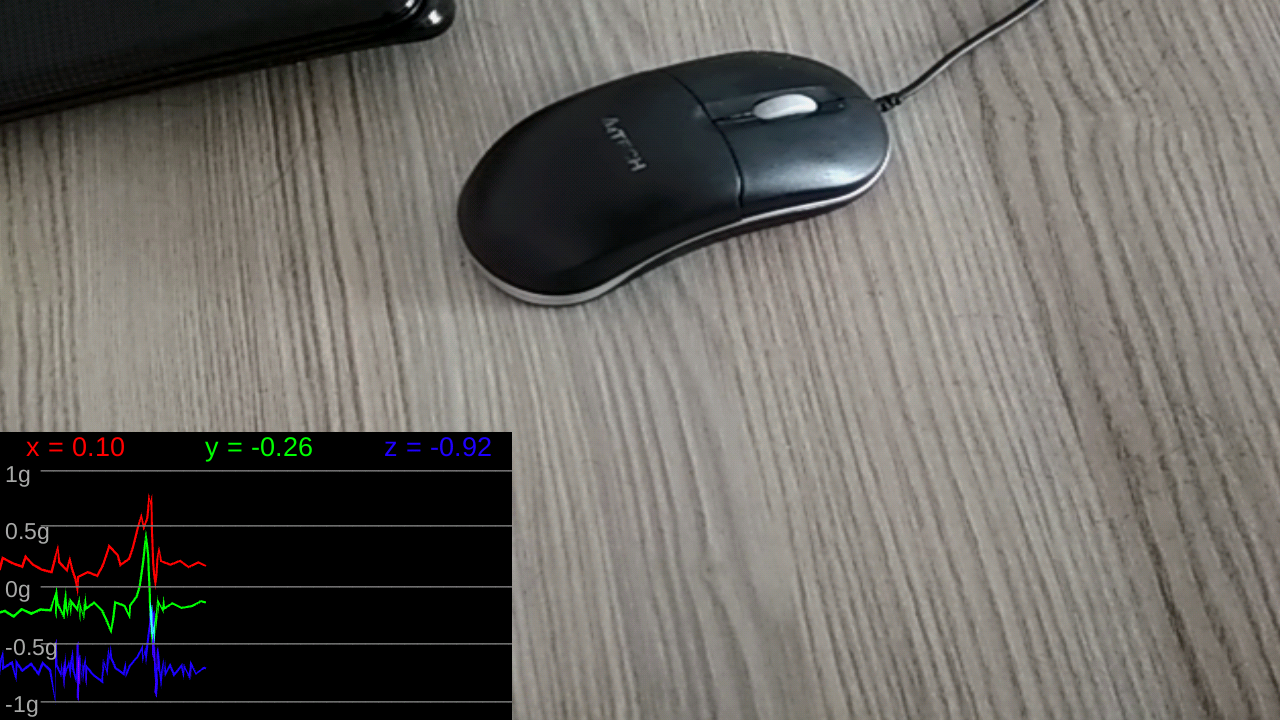 x = 0.10 y = -0.26 z = -0.92
1g
0.5g
0g
-0.5g
-1g